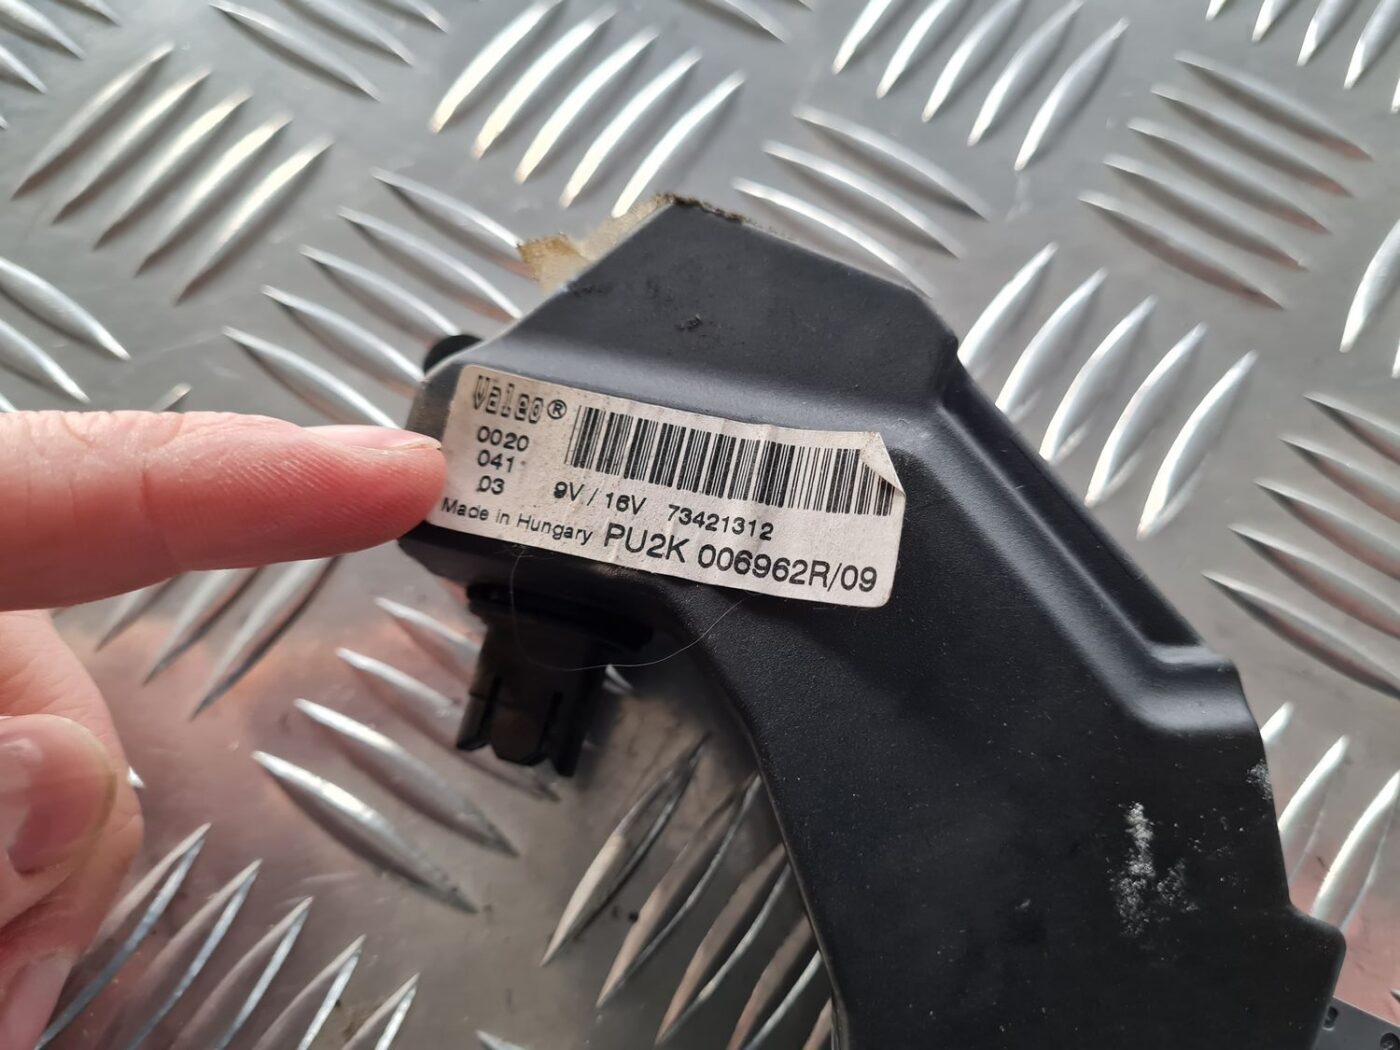 Valeo®
0020
041
03
9V / 16V 73421312
Made in Hungary PU2K 006962R/09